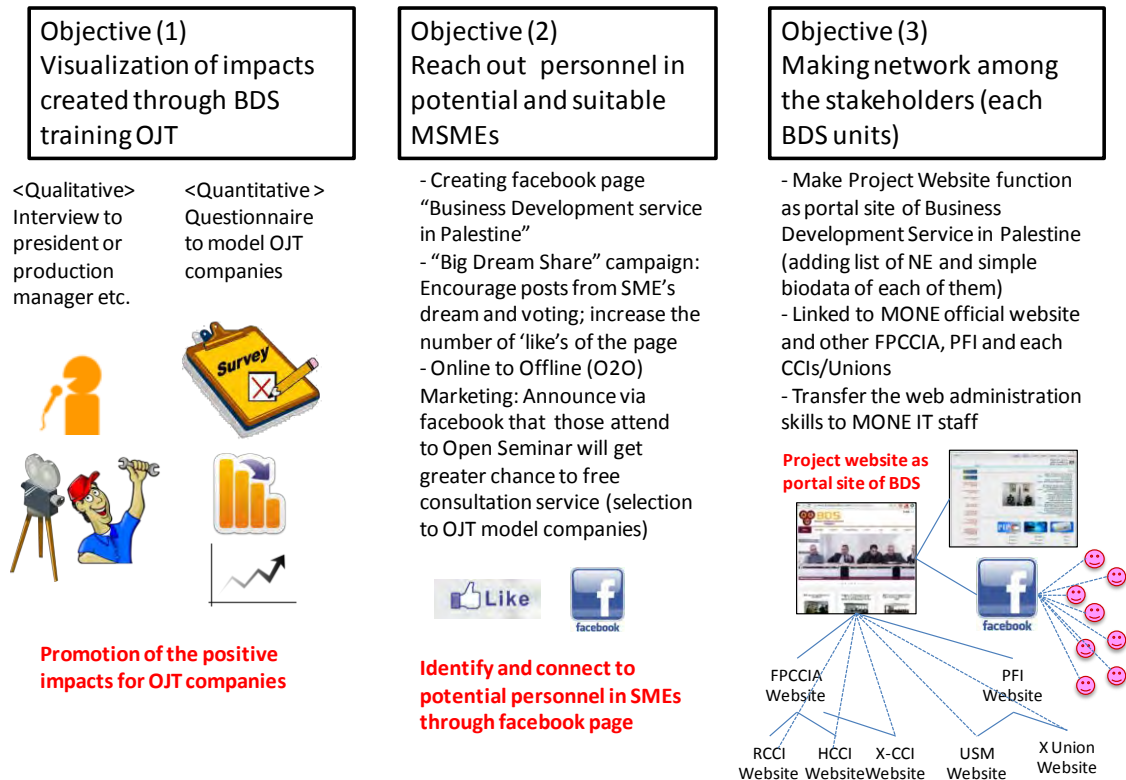 Objective (1)
Visualization of impacts
created through BDS
training OJT
<Qualitative>
Interview to
president or
production
manager etc.
<Quantitative >
Questionnaire
to model OJT
companies
Survey
Promotion of the positive
impacts for OJT companies
Objective (2)
Reach out personnel in
potential and suitable
MSMEs
- Creating facebook page
“Business Development service
in Palestine”
- “Big Dream Share” campaign:
Encourage posts from SME’s
dream and voting; increase the
number of ‘like’s of the page
- Online to Offline (O2O)
Marketing: Announce via
facebook that those attend
to Open Seminar will get
greater chance to free
consultation service (selection
to OJT model companies)
Like
facebook
Identify and connect to
potential personnel in SMEs
through facebook page
Objective (3)
Making network among
the stakeholders (each
BDS units)
- Make Project Website function
as portal site of Business
Development Service in Palestine
(adding list of NE and simple
biodata of each of them)
- Linked to MONE official website
and other FPCCIA, PFI and each
CCIs/Unions
- Transfer the web administration
skills to MONE IT staff
Project website as
portal site of BDS
BDS
facebook
FPCCIA
Website
PFI
Website
RCCI
Website
HCCI
Website
X-CCI
Website
USM
Website
X Union
Website